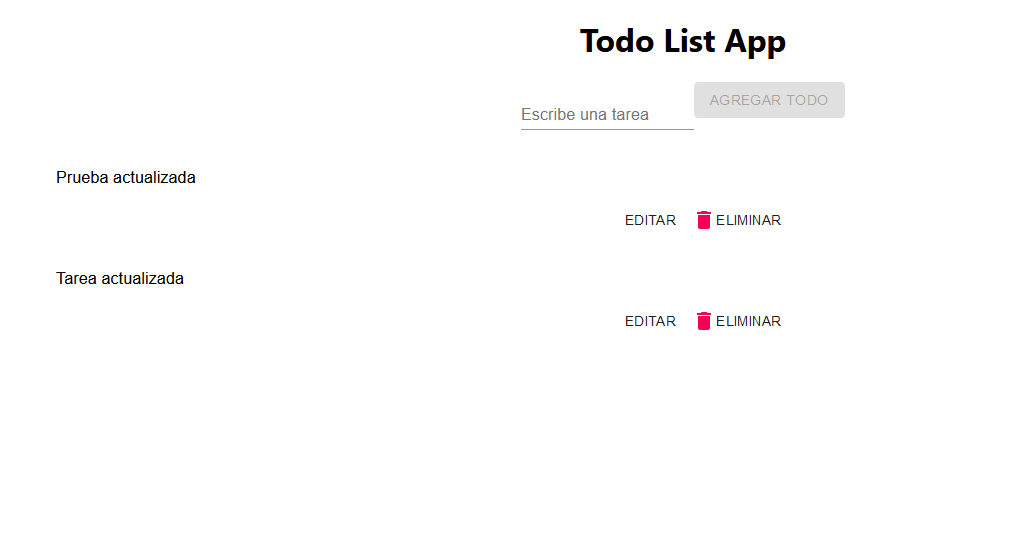 Todo List App
Escribe una tarea
AGREGAR TODO
Prueba actualizada
EDITAR ELIMINAR
Tarea actualizada
EDITAR ELIMINAR